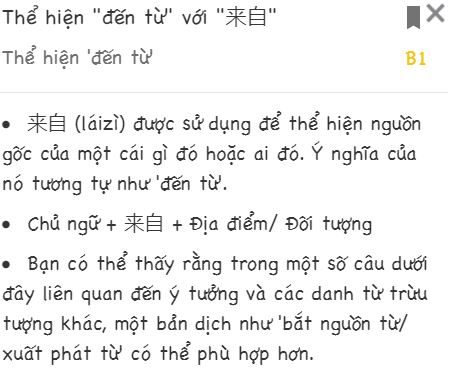 Thể hiện "đến từ" với "来自"
Thể hiện 'đến từ'
B1
• 来自 (láizì) được sử dụng để thể hiện nguồn
gốc của một cái gì đó hoặc ai đó. Ý nghĩa của
nó tương tự như 'đến từ'.
• Chủ ngữ + 来自 + Địa điểm/ Đối tượng
• Bạn có thể thấy rằng trong một số câu dưới
đây liên quan đến ý tưởng và các danh từ trừu
tượng khác, một bản dịch như 'bắt nguồn từ/
xuất phát từ' có thể phù hợp hơn.